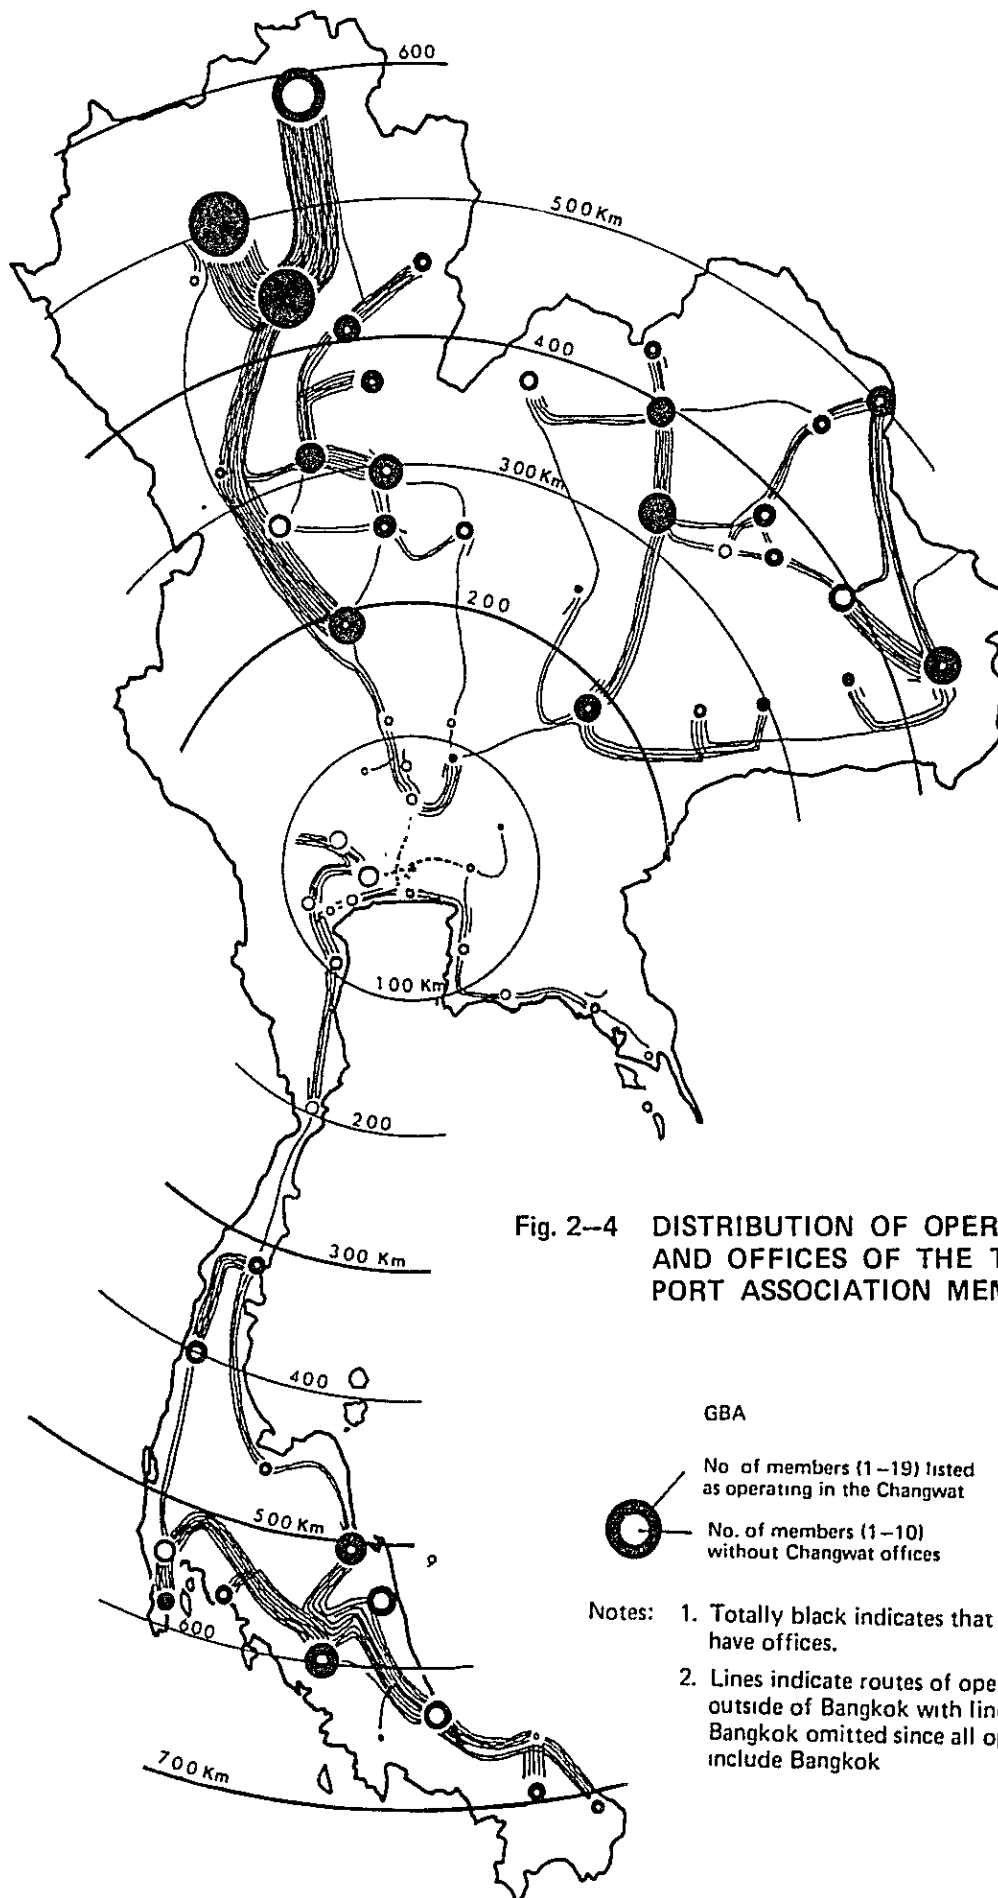 600
500 Km
400
300 Km
200
100 Km
200
300 Km
400
500 Km
600
700 Km
Fig. 2–4 DISTRIBUTION OF OPER
AND OFFICES OF THE T
PORT ASSOCIATION MEM
GBA
No of members (1–19) listed
as operating in the Changwat
No. of members (1–10)
without Changwat offices
Notes: 1. Totally black indicates that
have offices.
2. Lines indicate routes of ope
outside of Bangkok with line
Bangkok omitted since all op
include Bangkok